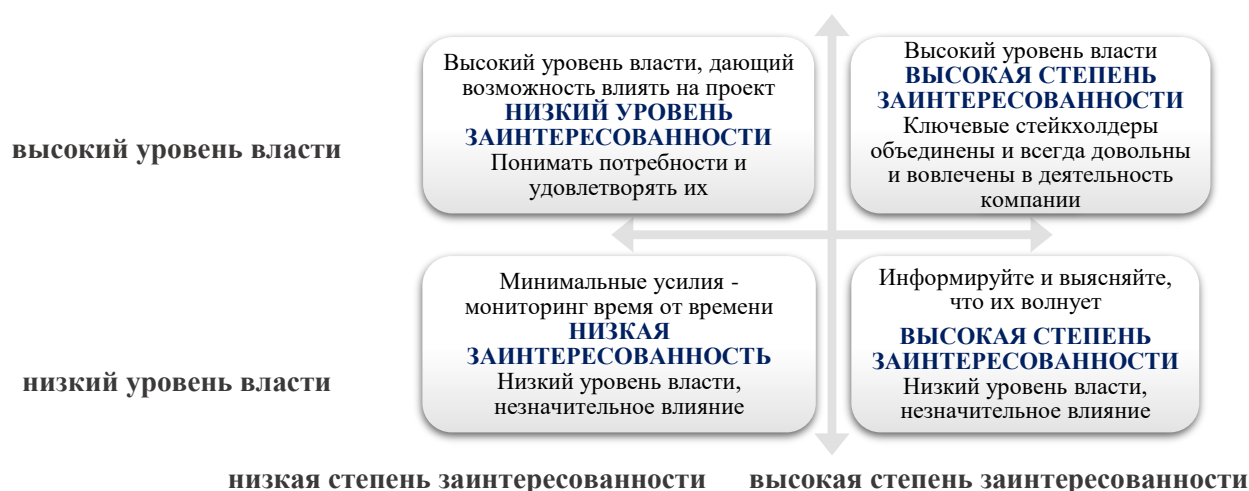 Высокий уровень власти, дающий
возможность влиять на проект
НИЗКИЙ УРОВЕНЬ
ЗАИНТЕРЕСОВАННОСТИ
Понимать потребности и
удовлетворять их
Высокий уровень власти
ВЫСОКАЯ СТЕПЕНЬ
ЗАИНТЕРЕСОВАННОСТИ
Ключевые стейкхолдеры
объединены и всегда довольны
и вовлечены в деятельность
компании
высокий уровень власти
Минимальные усилия -
мониторинг время от времени
НИЗКАЯ
ЗАИНТЕРЕСОВАННОСТЬ
Низкий уровень власти,
незначительное влияние
Информируйте и выясняйте,
что их волнует
ВЫСОКАЯ СТЕПЕНЬ
ЗАИНТЕРЕСОВАННОСТИ
Низкий уровень власти,
незначительное влияние
низкий уровень власти
низкая степень заинтересованности
высокая степень заинтересованности